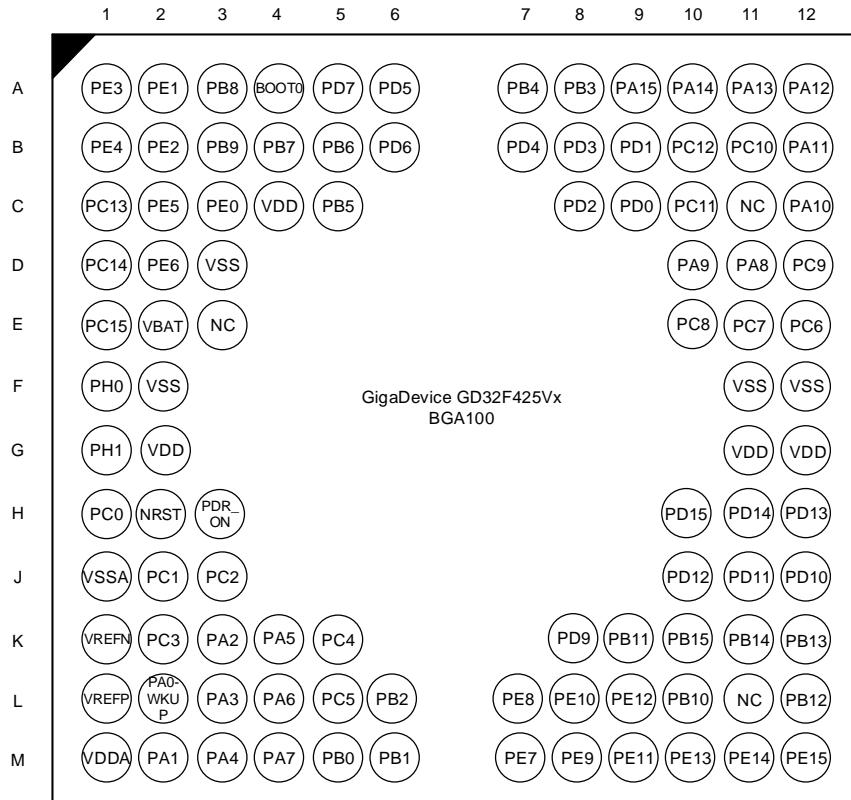 1 2 3 4 5 6 7 8 9 10 11 12
A PE3 PE1 PB8 BOOT0 PD7 PD5 PB4 PB3 PA15 PA14 PA13 PA12
B PE4 PE2 PB9 PB7 PB6 PD6 PD4 PD3 PD1 PC12 PC10 PA11
C PC13 PE5 PE0 VDD PB5 PD2 PD0 PC11 NC PA10
D PC14 PE6 VSS PA9 PA8 PC9
E PC15 VBAT NC PC8 PC7 PC6
F PH0 VSS VSS VSS
GigaDevice GD32F425Vx
BGA100
G PH1 VDD VDD VDD
H PC0 NRST PDR_ON PD15 PD14 PD13
J VSSA PC1 PC2 PD12 PD11 PD10
K VREFN PC3 PA2 PA5 PC4 PD9 PB11 PB15 PB14 PB13
L VREFP PA0-WKUP PA3 PA6 PC5 PB2 PE8 PE10 PE12 PB10 NC PB12
M VDDA PA1 PA4 PA7 PB0 PB1 PE7 PE9 PE11 PE13 PE14 PE15